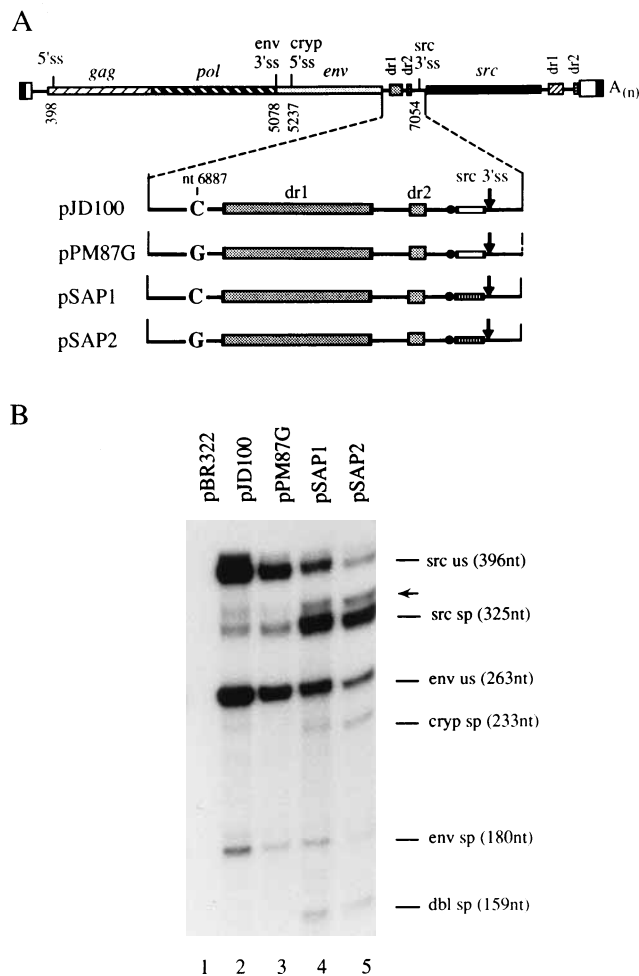 A
5'ss
gag
pol
env 3'ss
cryp 5'ss
env
dr1
dr2
src 3'ss
src
dr1
dr2
A(n)
398
5078
5237
7054
nt 6887
dr1
dr2
src 3'ss
pJD100
C
pPM87G
G
pSAP1
C
pSAP2
G
B
pBR322
pJD100
pPM87G
pSAP1
pSAP2
src us (396nt)
src sp (325nt)
env us (263nt)
cryp sp (233nt)
env sp (180nt)
dbl sp (159nt)
1 2 3 4 5